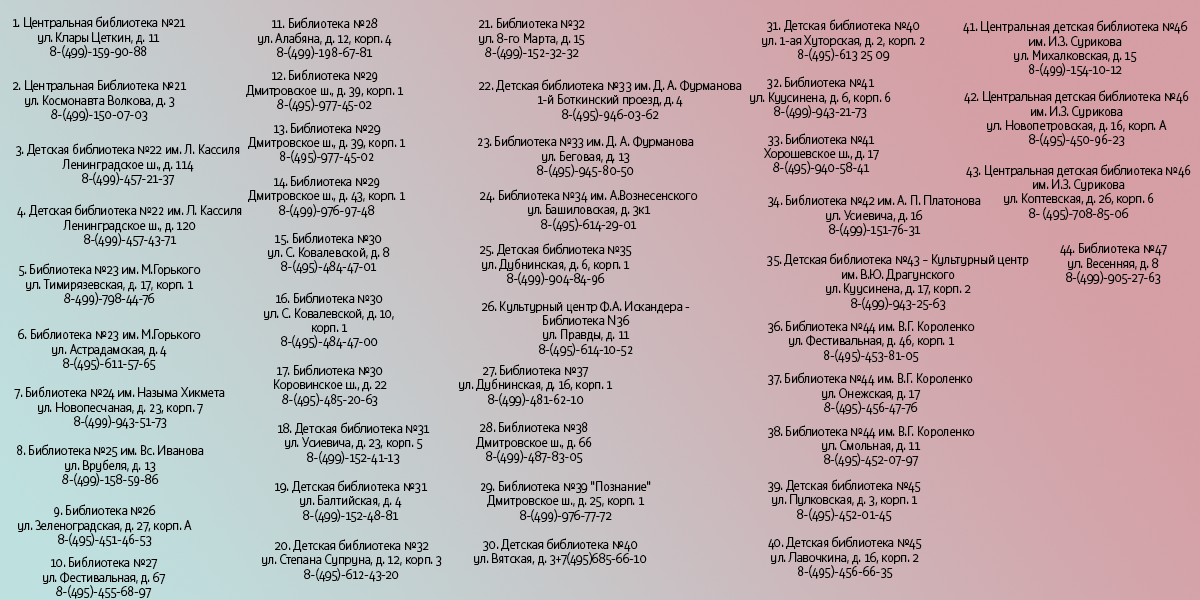 1. Центральная библиотека №21
ул. Клары Цеткин, д. 11
8-(499)-159-90-88
2. Центральная Библиотека №21
ул. Космонавта Волкова, д. 3
8-(499)-150-07-03
3. Детская библиотека №22 им. Л. Кассиля
Ленинградское ш., д. 114
8-(499)-457-21-37
4. Детская библиотека №22 им. Л. Кассиля
Ленинградское ш., д. 120
8-(499)-457-43-71
5. Библиотека №23 им. М.Горького
ул. Тимирязевская, д. 17, корп. 1
8-(499)-798-44-76
6. Библиотека №23 им. М.Горького
ул. Астрадамская, д. 4
8-(495)-611-57-65
7. Библиотека №24 им. Назыма Хикмета
ул. Новопесчаная, д. 23, корп. 7
8-(499)-943-51-73
8. Библиотека №25 им. Вс. Иванова
ул. Врубеля, д. 13
8-(499)-158-59-86
9. Библиотека №26
ул. Зеленоградская, д. 27, корп. А
8-(495)-451-46-53
10. Библиотека №27
ул. Фестивальная, д. 67
8-(495)-455-68-97
11. Библиотека №28
ул. Алабяна, д. 12, корп. 4
8-(499)-198-67-81
12. Библиотека №29
Дмитровское ш., д. 39, корп. 1
8-(495)-977-45-02
13. Библиотека №29
Дмитровское ш., д. 39, корп. 1
8-(495)-977-45-02
14. Библиотека №29
Дмитровское ш., д. 43, корп. 1
8-(499)-976-97-48
15. Библиотека №30
ул. С. Ковалевской, д. 8
8-(495)-484-47-01
16. Библиотека №30
ул. С. Ковалевской, д. 10,
корп. 1
8-(495)-484-47-00
17. Библиотека №30
Коровинское ш., д. 22
8-(495)-485-20-63
18. Детская библиотека №31
ул. Усиевича, д. 23, корп. 5
8-(499)-152-41-13
19. Детская библиотека №31
ул. Балтийская, д. 4
8-(499)-152-48-81
20. Детская библиотека №32
ул. Степана Супруна, д. 12, корп. 3
8-(495)-612-43-20
21. Библиотека №32
ул. 8-го Марта, д. 15
8-(499)-152-32-32
22. Детская библиотека №33 им. Д. А. Фурманова
1-й Боткинский проезд, д. 4
8-(495)-946-03-62
23. Библиотека №33 им. Д. А. Фурманова
ул. Беговая, д. 13
8-(495)-945-80-50
24. Библиотека №34 им. А.Вознесенского
ул. Башиловская, д. 3к1
8-(495)-614-29-01
25. Детская библиотека №35
ул. Дубнинская, д. 6, корп. 1
8-(499)-904-84-96
26. Культурный центр Ф.А. Искандера -
Библиотека N36
ул. Правды, д. 11
8-(495)-614-10-52
27. Библиотека №37
ул. Дубнинская, д. 16, корп. 1
8-(499)-481-62-10
28. Библиотека №38
Дмитровское ш., д. 66
8-(499)-487-83-05
29. Библиотека №39 "Познание"
Дмитровское ш., д. 25, корп. 1
8-(499)-976-77-72
30. Детская библиотека №40
ул. Вятская, д. 3+7(495)685-66-10
31. Детская библиотека №40
ул. 1-ая Хуторская, д. 2, корп. 2
8-(495)-613 25 09
32. Библиотека №41
ул. Куусинена, д. 6, корп. 6
8-(499)-943-21-73
33. Библиотека №41
Хорошевское ш., д. 17
8-(495)-940-58-41
34. Библиотека №42 им. А. П. Платонова
ул. Усиевича, д. 16
8-(499)-151-76-31
35. Детская библиотека №43 – Культурный центр
им. В.Ю. Драгунского
ул. Куусинена, д. 17, корп. 2
8-(499)-943-25-63
36. Библиотека №44 им. В.Г. Короленко
ул. Фестивальная, д. 46, корп. 1
8-(495)-453-81-05
37. Библиотека №44 им. В.Г. Короленко
ул. Онежская, д. 17
8-(495)-456-47-76
38. Библиотека №44 им. В.Г. Короленко
ул. Смольная, д. 11
8-(495)-452-07-97
39. Детская библиотека №45
ул. Пулковская, д. 3, корп. 1
8-(495)-452-01-45
40. Детская библиотека №45
ул. Лавочкина, д. 16, корп. 2
8-(495)-456-66-35
41. Центральная детская библиотека №46
им. И.З. Сурикова
ул. Михалковская, д. 15
8-(499)-154-10-12
42. Центральная детская библиотека №46
им. И.З. Сурикова
ул. Новопетровская, д. 16, корп. А
8-(495)-450-96-23
43. Центральная детская библиотека №46
им. И.З. Сурикова
ул. Коптевская, д. 26, корп. 6
8- (495)-708-85-06
44. Библиотека №47
ул. Весенняя, д. 8
8-(499)-905-27-63